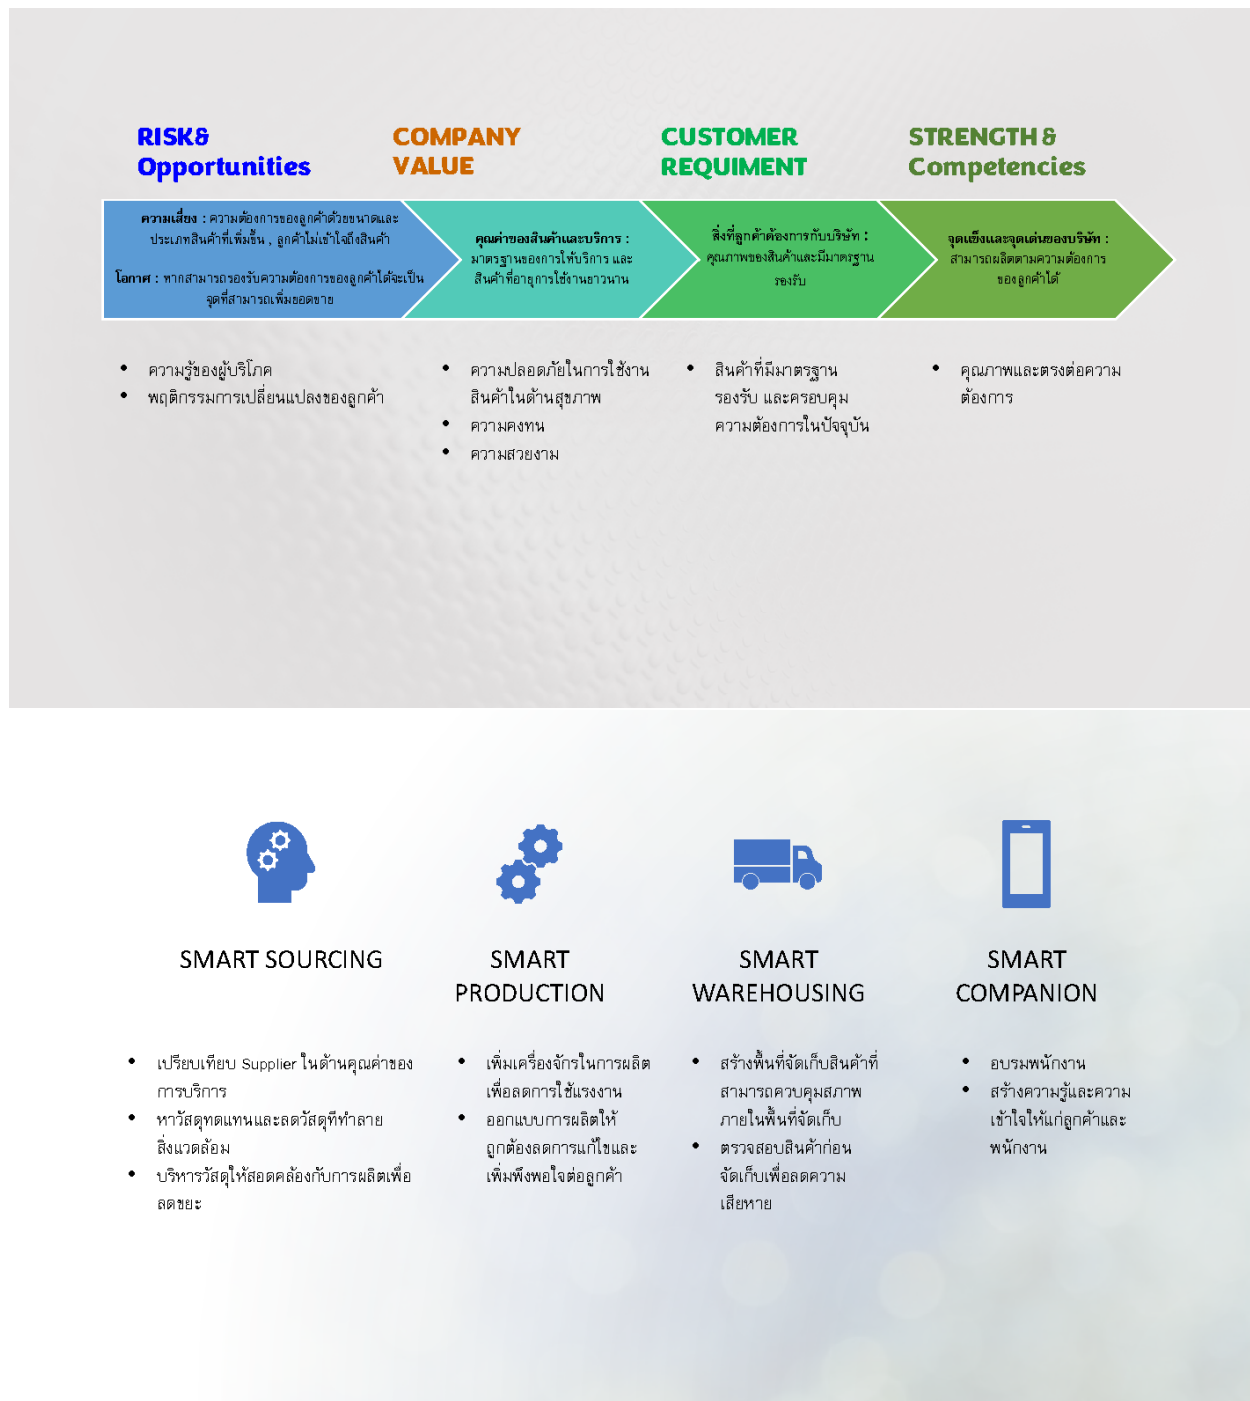 RISK&
Opportunities
COMPANY
VALUE
CUSTOMER
REQUIMENT
STRENGTH &
Competencies
ความเสี่ยง : ความต้องการของลูกค้าด้วยขนาดและ
ประเภทสินค้าที่เพิ่มขึ้น , ลูกค้าไม่เข้าใจถึงสินค้า
โอกาศ : หากสามารถรองรับความต้องการของลูกค้าได้จะเป็น
จุดที่สามารถเพิ่มยอดขาย
คุณค่าของสินค้าและบริการ :
มาตรฐานของการให้บริการ และ
สินค้าที่อายุการใช้งานยาวนาน
สิ่งที่ลูกค้าต้องการกับบริษัท :
คุณภาพของสินค้าและมีมาตรฐาน
รองรับ
จุดแข็งและจุดเด่นของบริษัท :
สามารถผลิตตามความต้องการ
ของลูกค้าได้
• ความรู้ของผู้บริโภค
• พฤติกรรมการเปลี่ยนแปลงของลูกค้า
• ความปลอดภัยในการใช้งาน
สินค้าในด้านสุขภาพ
• ความคงทน
• ความสวยงาม
• สินค้าที่มีมาตรฐาน
รองรับ และครอบคุม
ความต้องการในปัจจุบัน
• คุณภาพและตรงต่อความ
ต้องการ
SMART SOURCING
SMART
PRODUCTION
SMART
WAREHOUSING
SMART
COMPANION
• เปรียบเทียบ Supplier ในด้านคุณค่าของ
การบริการ
• หาวัสดุทดแทนและลดวัสดุทีทำลาย
สิ่งแวดล้อม
• บริหารวัสดุให้สอดคล้องกับการผลิตเพื่อ
ลดขยะ
• เพิ่มเครื่องจักรในการผลิต
เพื่อลดการใช้แรงงาน
• ออกแบบการผลิตให้
ถูกต้องลดการแก้ไขและ
เพิ่มพึงพอใจต่อลูกค้า
• สร้างพื้นที่จัดเก็บสินค้าที่
สามารถควบคุมสภาพ
ภายในพื้นที่จัดเก็บ
• ตรวจสอบสินค้าก่อน
จัดเก็บเพื่อลดความ
เสียหาย
• อบรมพนักงาน
• สร้างความรู้และความ
เข้าใจให้แก่ลูกค้าและ
พนักงาน